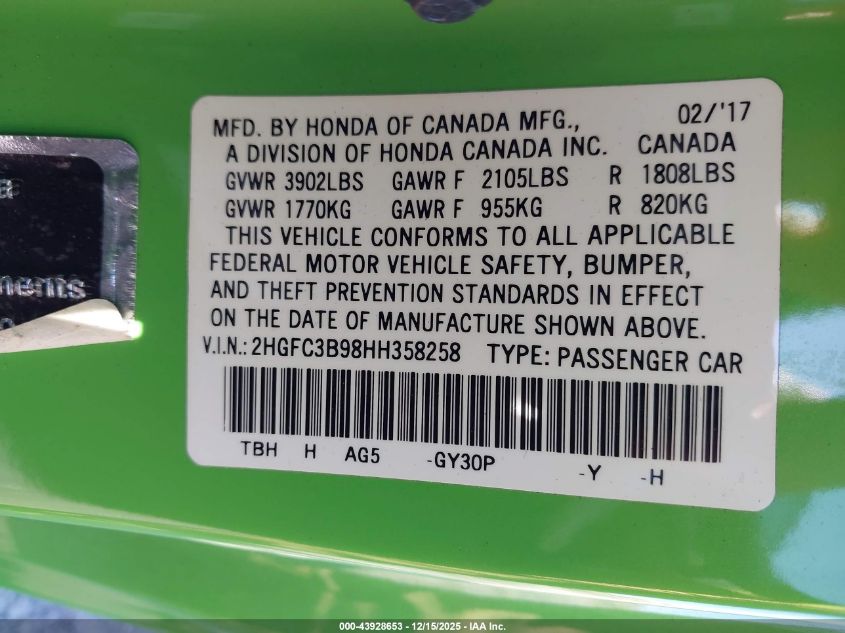 MFD. BY HONDA OF CANADA MFG., 02/'17
A DIVISION OF HONDA CANADA INC. CANADA
GVWR 3902LBS GAWR F 2105LBS R 1808LBS
GVWR 1770KG GAWR F 955KG R 820KG
THIS VEHICLE CONFORMS TO ALL APPLICABLE
FEDERAL MOTOR VEHICLE SAFETY, BUMPER,
AND THEFT PREVENTION STANDARDS IN EFFECT
ON THE DATE OF MANUFACTURE SHOWN ABOVE.
V.I.N.: 2HGFC3B98HH358258 TYPE: PASSENGER CAR
TBH H AG5 -GY30P -Y -H
000-43928653 - 12/15/2025 - IAA Inc.